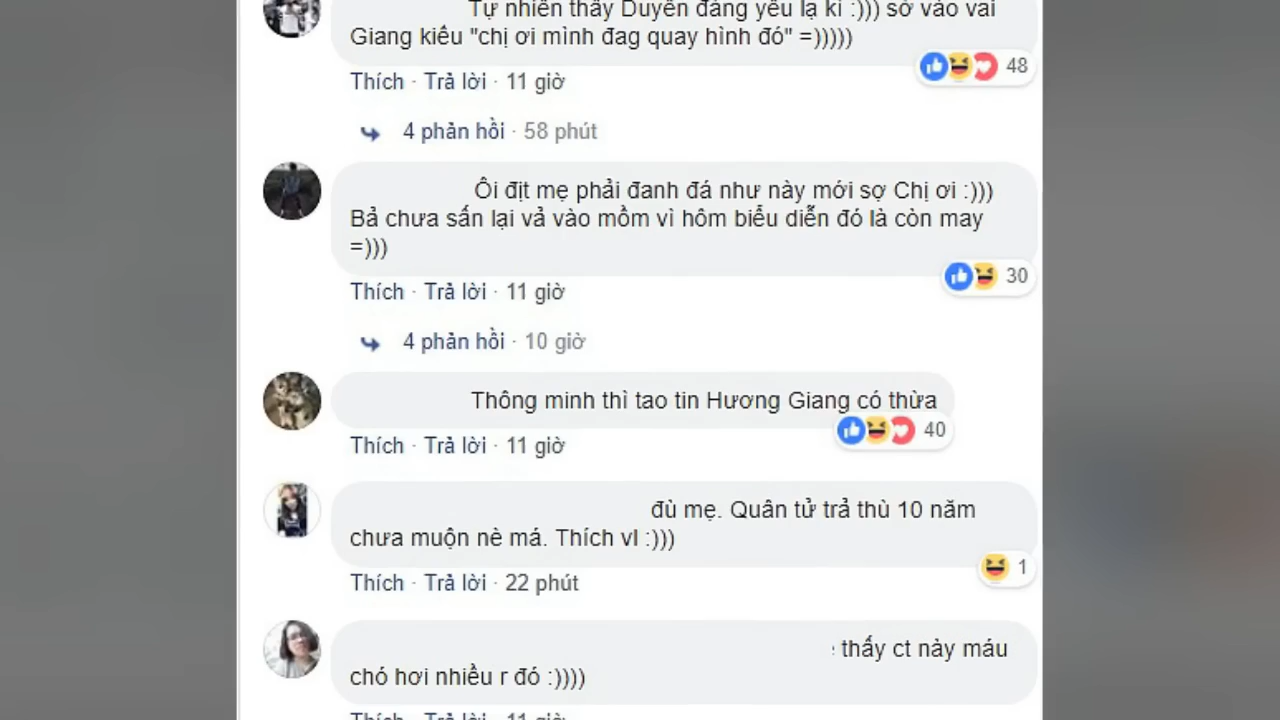 Tự nhiên thấy Duyên đáng yêu lạ kì :))) sờ vào vai
Giang kiểu "chị ơi mình đag quay hình đó" =)))))
48
Thích · Trả lời · 11 giờ
4 phản hồi · 58 phút
Ôi địt mẹ phải đanh đá như này mới sợ Chị ơi :)))
Bả chưa sấn lại vả vào mồm vì hôm biểu diễn đó là còn may
=)))
30
Thích · Trả lời · 11 giờ
4 phản hồi · 10 giờ
Thông minh thì tao tin Hương Giang có thừa
40
Thích · Trả lời · 11 giờ
đù mẹ. Quân tử trả thù 10 năm
chưa muộn nè má. Thích vl :)))
1
Thích · Trả lời · 22 phút
thấy ct này máu
chó hơi nhiều r đó :))))
Thích · Trả lời · 11 giờ